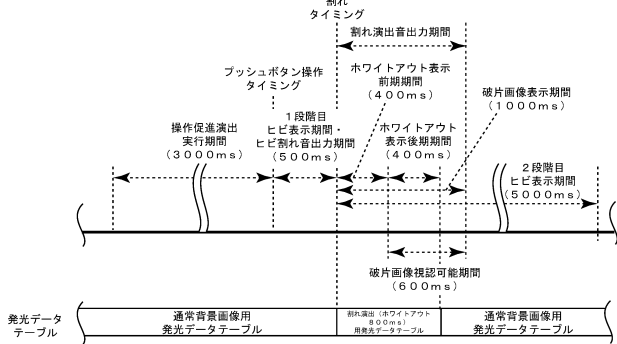 割れ
タイミング
割れ演出音出力期間
プッシュボタン操作
タイミング
ホワイトアウト表示
前期期間
（４００ｍｓ）
破片画像表示期間
（１０００ｍｓ）
操作促進演出
実行期間
（３０００ｍｓ）
１段階目
ヒビ表示期間・
ヒビ割れ音出力期間
（５００ｍｓ）
ホワイトアウト
表示後期期間
（４００ｍｓ）
２段階目
ヒビ表示期間
（５０００ｍｓ）
破片画像視認可能期間
（６００ｍｓ）
発光データ
テーブル
通常背景画像用
発光データテーブル
割れ演出（ホワイトアウト
８００ｍｓ）
用発光データテーブル
通常背景画像用
発光データテーブル